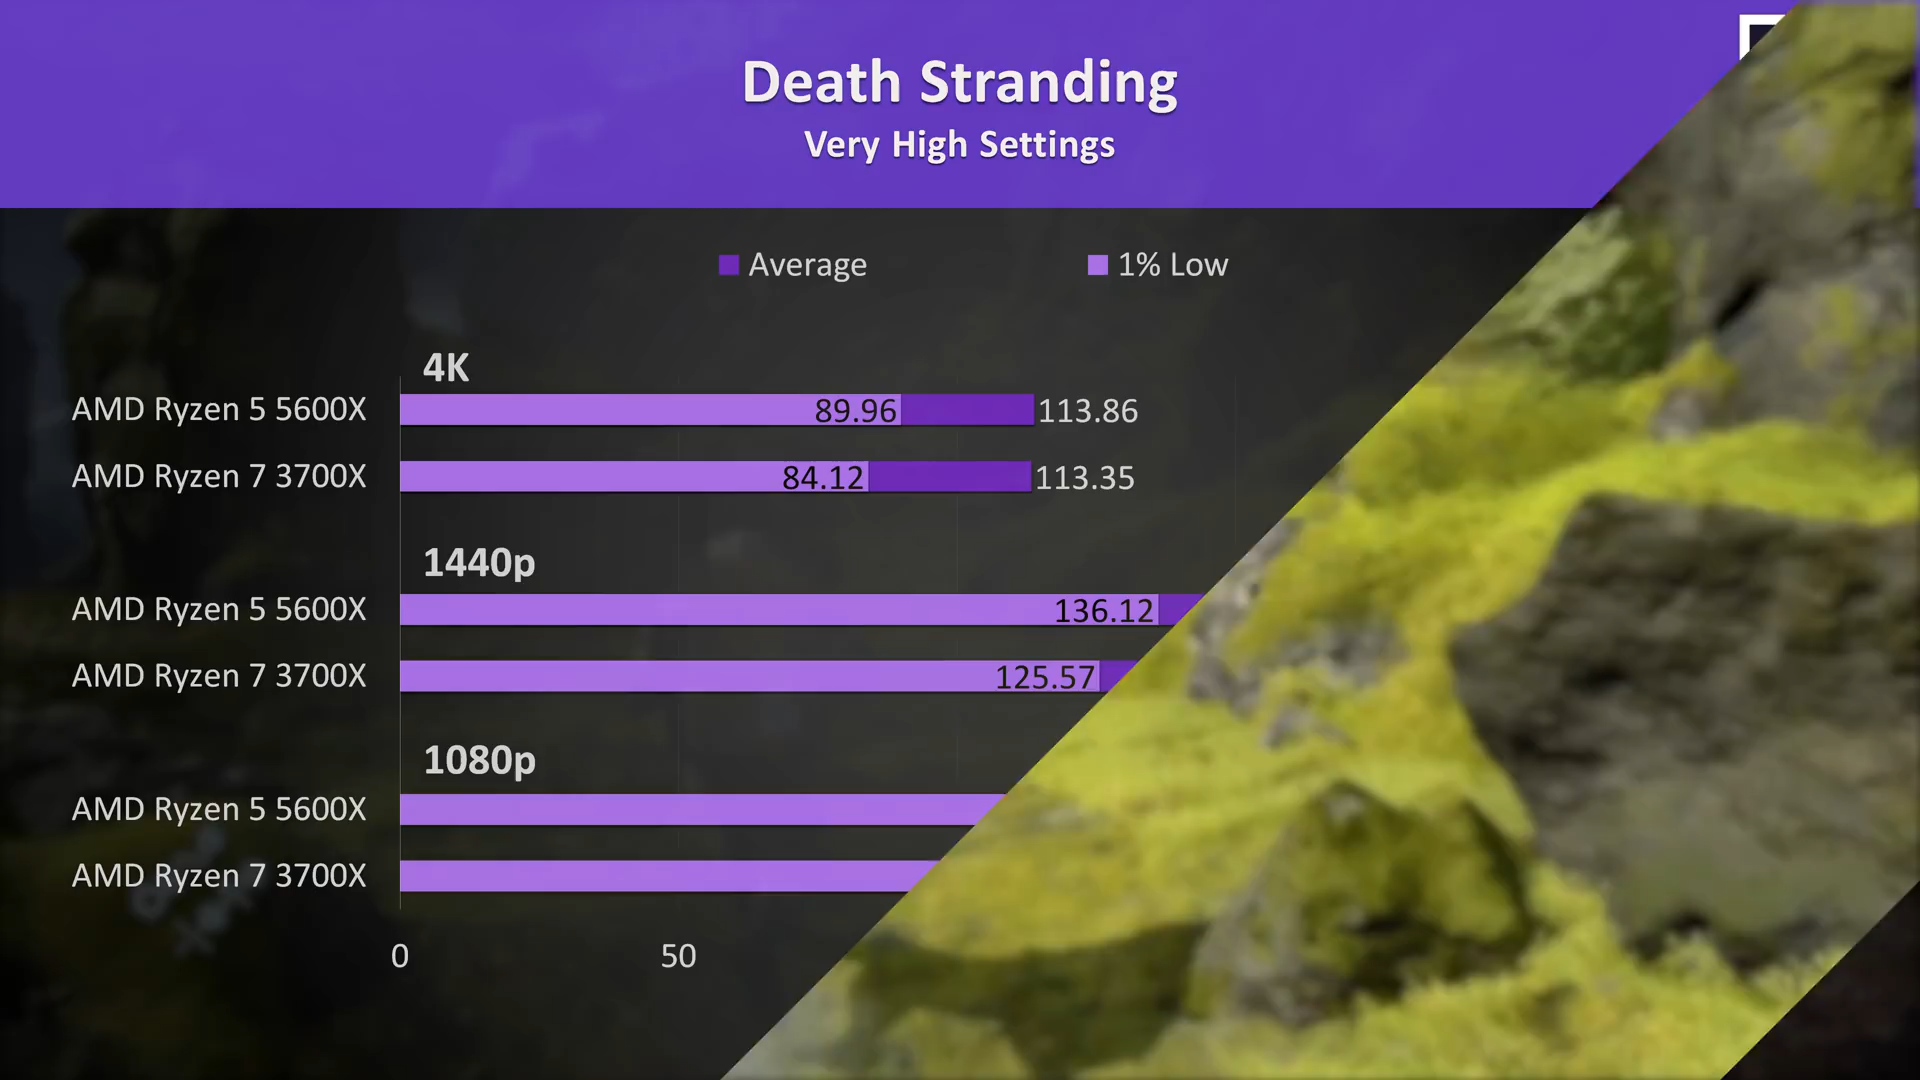 Death Stranding
Very High Settings
Average 1% Low
4K
AMD Ryzen 5 5600X 89.96 113.86
AMD Ryzen 7 3700X 84.12 113.35
1440p
AMD Ryzen 5 5600X 136.12
AMD Ryzen 7 3700X 125.57
1080p
AMD Ryzen 5 5600X
AMD Ryzen 7 3700X
0 50